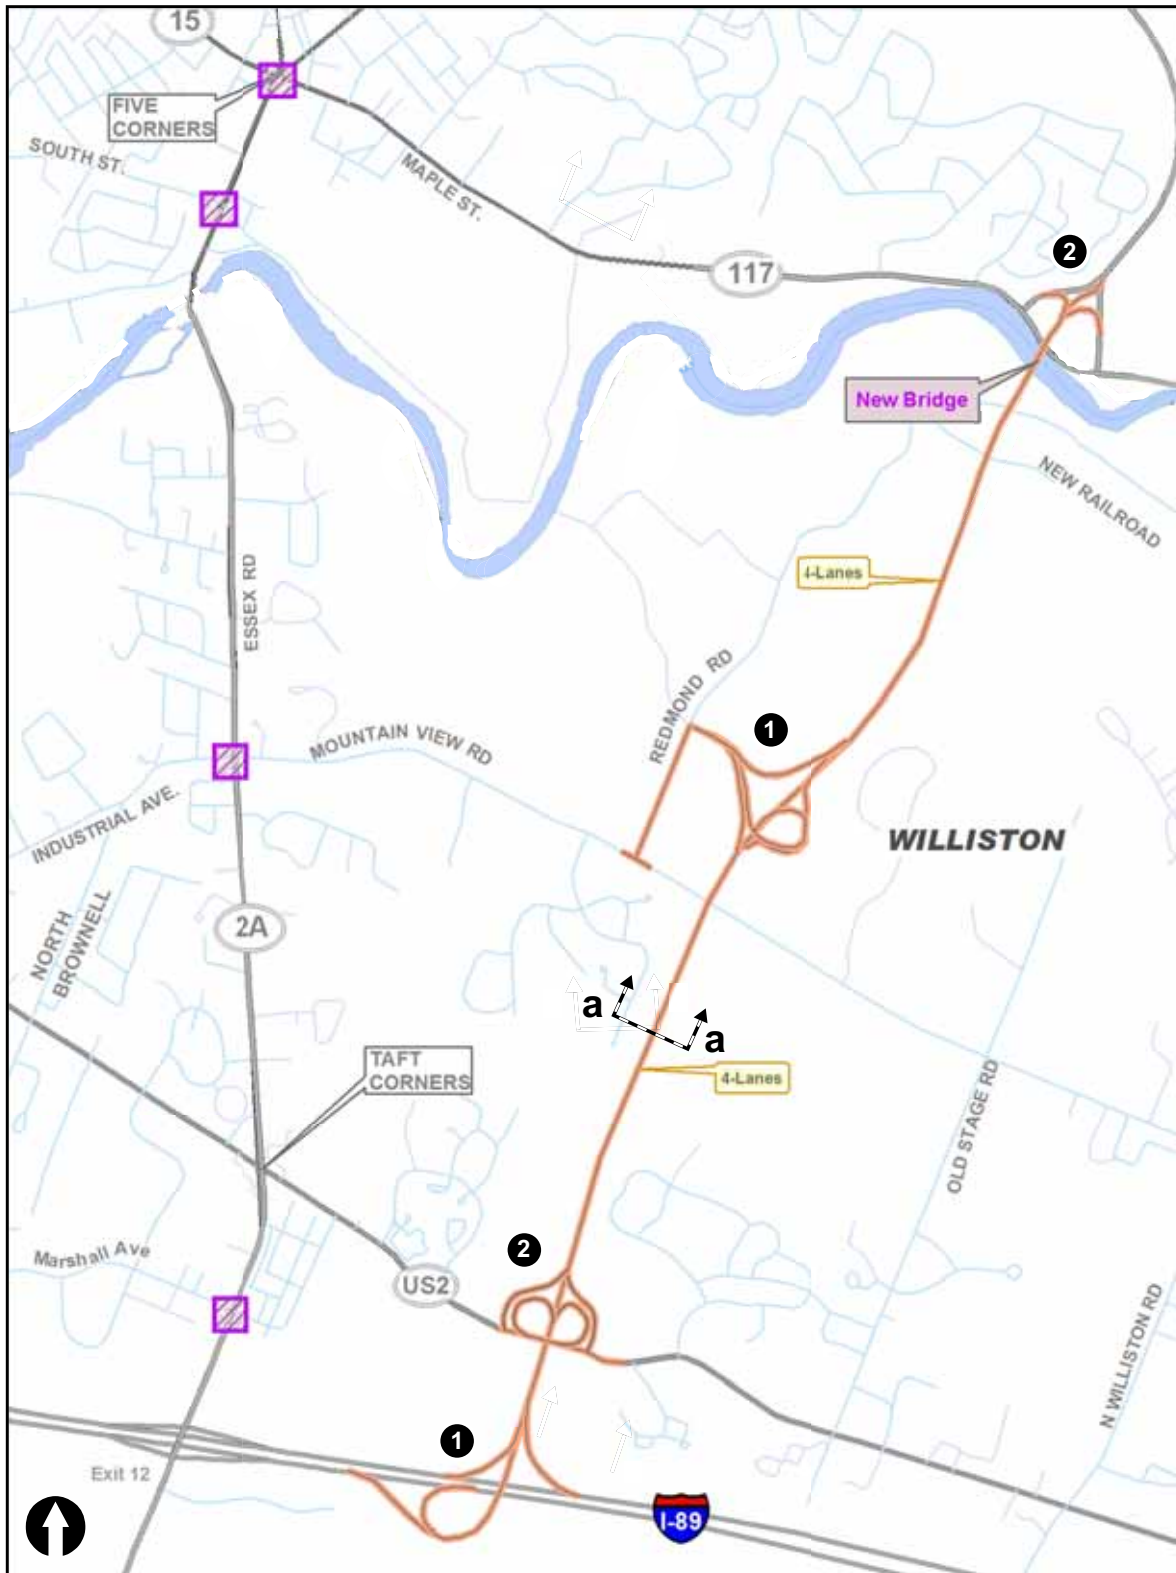 15
FIVE
CORNERS
SOUTH ST.
MAPLE ST.
2
117
New Bridge
NEW RAILROAD
4-Lanes
ESSEX RD
REDMOND RD
1
MOUNTAIN VIEW RD
INDUSTRIAL AVE.
WILLISTON
NORTH
BROWNELL
2A
a
a
TAFT
CORNERS
4-Lanes
OLD STAGE RD
Marshall Ave
2
US2
N WILLISTON RD
1
Exit 12
I-89